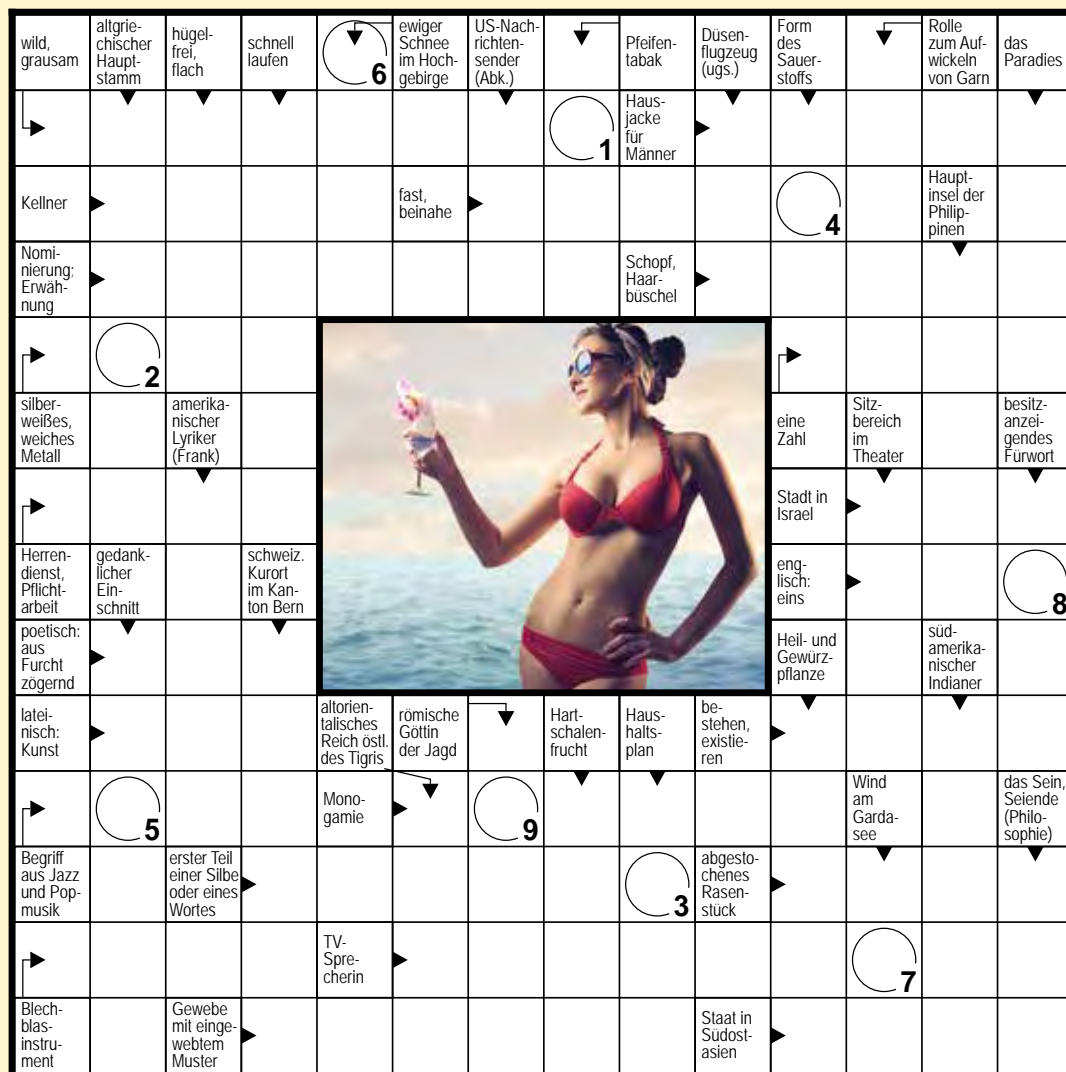 wild,
grausam
altgrie-
chischer
Haupt-
stamm
hügel-
frei,
flach
schnell
laufen
6
ewiger
Schnee
im Hoch-
gebirge
US-Nach-
richten-
sender
(Abk.)
Pfeifen-
tabak
Düsen-
flugzeug
(ugs.)
Form
des
Sauer-
stoffs
Rolle
zum Auf-
wickeln
von Garn
das
Paradies
1
Haus-
jacke
für
Männer
Kellner
fast,
beinahe
4
Haupt-
insel der
Philip-
pinen
Nomi-
nierung;
Erwäh-
nung
Schopf,
Haar-
büschel
2
silber-
weißes,
weiches
Metall
amerika-
nischer
Lyriker
(Frank)
eine
Zahl
Sitz-
bereich
im
Theater
besitz-
anzei-
gendes
Fürwort
Stadt in
Israel
Herren-
dienst,
Pflicht-
arbeit
gedank-
licher
Ein-
schnitt
schweiz.
Kurort
im Kan-
ton Bern
eng-
lisch:
eins
8
poetisch:
aus
Furcht
zögernd
Heil- und
Gewürz-
pflanze
süd-
amerika-
nischer
Indianer
latei-
nisch:
Kunst
altorien-
talisches
Reich östl.
des Tigris
römische
Göttin
der Jagd
Hart-
schalen-
frucht
Haus-
halts-
plan
be-
stehen,
existie-
ren
5
Mono-
gamie
9
Wind
am
Garda-
see
das Sein,
Seiende
(Philo-
sophie)
Begriff
aus Jazz
und Pop-
musik
erster Teil
einer Silbe
oder eines
Wortes
3
abgesto-
chenes
Rasen-
stück
TV-
Spre-
cherin
7
Blech-
blas-
instru-
ment
Gewebe
mit einge-
webtem
Muster
Staat in
Südost-
asien